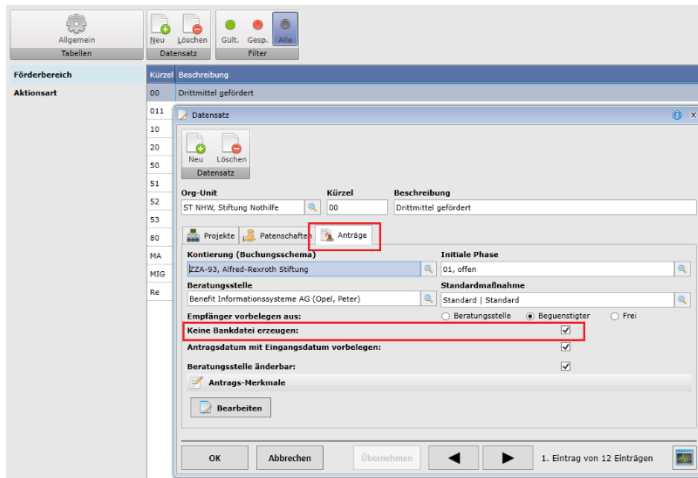 Allgemein
Tabellen
Neu Löschen
Datensatz
Gült. Gesp. Alle
Filter
Förderbereich
Aktionsart
Kürzel Beschreibung
00 Drittmittel gefördert
011
10
20
50
51
52
53
80
MA
MIG
Re
Datensatz
Neu Löschen
Datensatz
Org-Unit Kürzel Beschreibung
ST NHW, Stiftung Nothilfe 00 Drittmittel gefördert
Projekte Patenschaften Anträge
Kontierung (Buchungsschema) Initiale Phase
ZZA-93, Alfred-Rexroth Stiftung 01, offen
Beratungsstelle Standardmaßnahme
Benefit Informationssysteme AG (Opel, Peter) Standard | Standard
Empfänger vorbelegen aus: Beratungsstelle Beguenstigter Frei
Keine Bankdatei erzeugen:
Antragsdatum mit Eingangsdatum vorbelegen:
Beratungsstelle änderbar:
Antrags-Merkmale
Bearbeiten
OK Abbrechen Übernehmen 1. Eintrag von 12 Einträgen